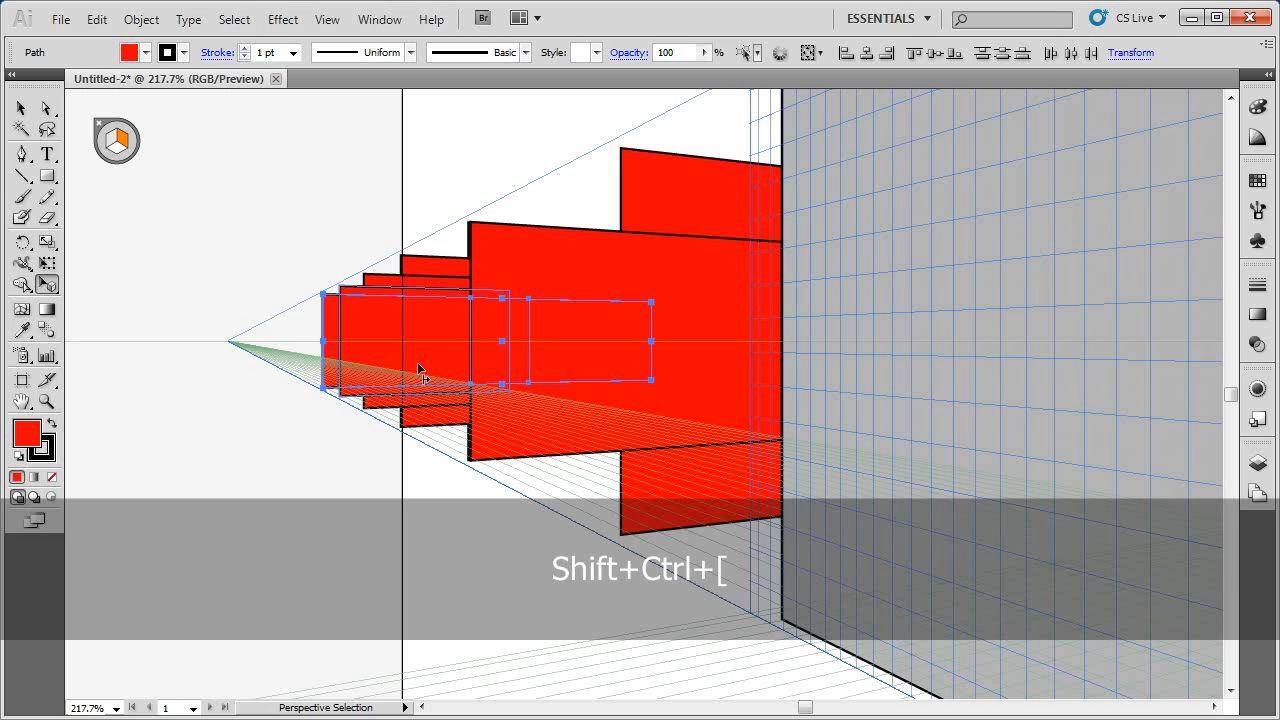 Ai File Edit Object Type Select Effect View Window Help Br ESSENTIALS CS Live
Path Stroke: 1 pt Uniform Basic Style: Opacity: 100 % Transform
Untitled-2* @ 217.7% (RGB/Preview)
T
Shift+Ctrl+[
217.7% 1 Perspective Selection